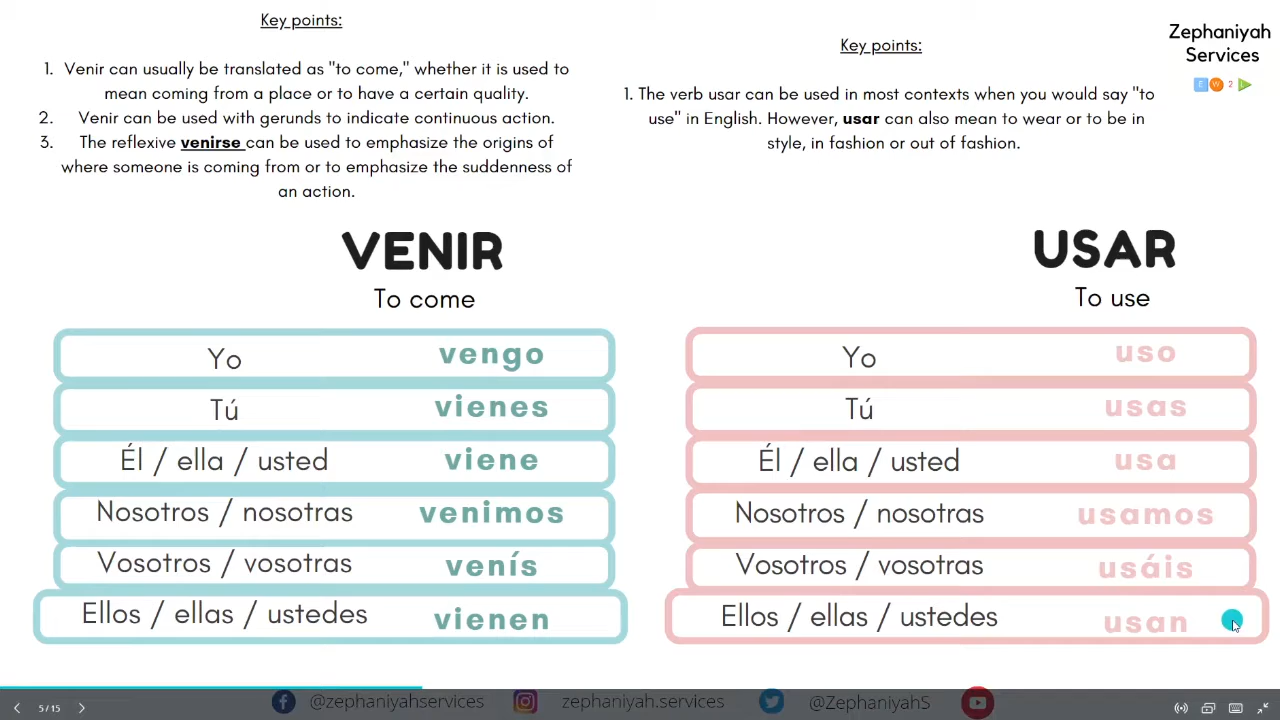 Key points:
1. Venir can usually be translated as "to come," whether it is used to
mean coming from a place or to have a certain quality.
2. Venir can be used with gerunds to indicate continuous action.
3. The reflexive venirse can be used to emphasize the origins of
where someone is coming from or to emphasize the suddenness of
an action.
VENIR
To come
Yo vengo
Tú vienes
Él / ella / usted viene
Nosotros / nosotras venimos
Vosotros / vosotras venís
Ellos / ellas / ustedes vienen
Key points:
1. The verb usar can be used in most contexts when you would say "to
use" in English. However, usar can also mean to wear or to be in
style, in fashion or out of fashion.
USAR
To use
Yo uso
Tú usas
Él / ella / usted usa
Nosotros / nosotras usamos
Vosotros / vosotras usáis
Ellos / ellas / ustedes usan
Zephaniyah
Services
E W 2
@zephaniyahservices
zephaniyah.services
@Zephaniyah5
5/15